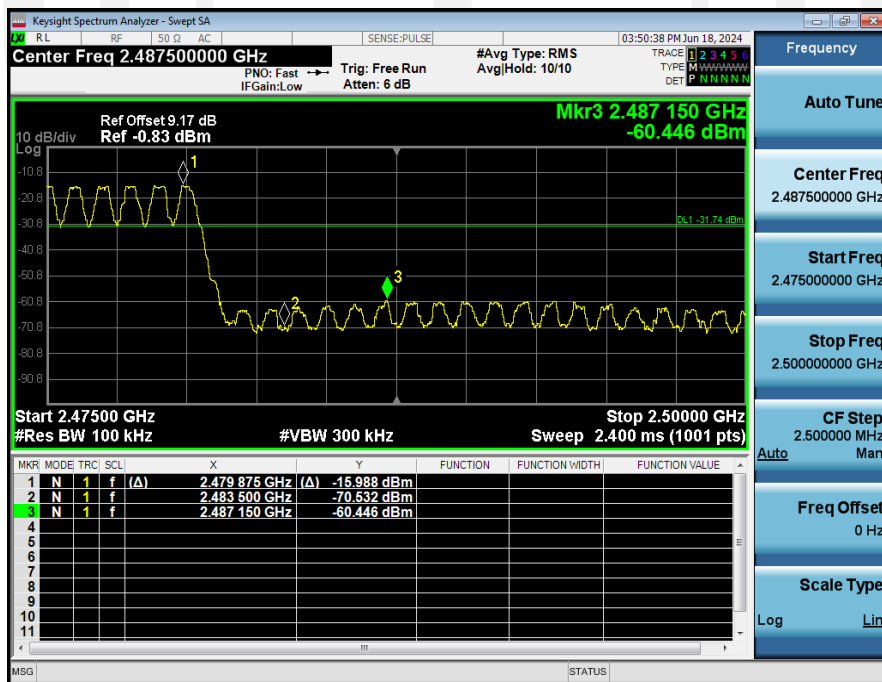 Keysight Spectrum Analyzer - Swept SA
LXI RL RF 50 Ω AC SENSE:PULSE 03:50:38 PM Jun 18, 2024
Center Freq 2.487500000 GHz
PNO: Fast
IFGain:Low
Trig: Free Run
Atten: 6 dB
#Avg Type: RMS
Avg|Hold: 10/10
TRACE 1 2 3 4 5 6
TYPE M WWWWW
DET P N N N N N
Mkr3 2.487 150 GHz
-60.446 dBm
Ref Offset 9.17 dB
10 dB/div Ref -0.83 dBm
Log
-10.8
-20.8
-30.8
-40.8
-50.8
-60.8
-70.8
-80.8
-90.8
1
2
3
DL1 -31.74 dBm
Start 2.47500 GHz Stop 2.50000 GHz
#Res BW 100 kHz #VBW 300 kHz Sweep 2.400 ms (1001 pts)
MKR MODE TRC SCL X Y FUNCTION FUNCTION WIDTH FUNCTION VALUE
1 N 1 f (Δ) 2.479 875 GHz (Δ) -15.988 dBm
2 N 1 f 2.483 500 GHz -70.532 dBm
3 N 1 f 2.487 150 GHz -60.446 dBm
4
5
6
7
8
9
10
11
MSG STATUS
Frequency
Auto Tune
Center Freq
2.487500000 GHz
Start Freq
2.475000000 GHz
Stop Freq
2.500000000 GHz
CF Step
2.500000 MHz
Auto Man
Freq Offset
0 Hz
Scale Type
Log Lin